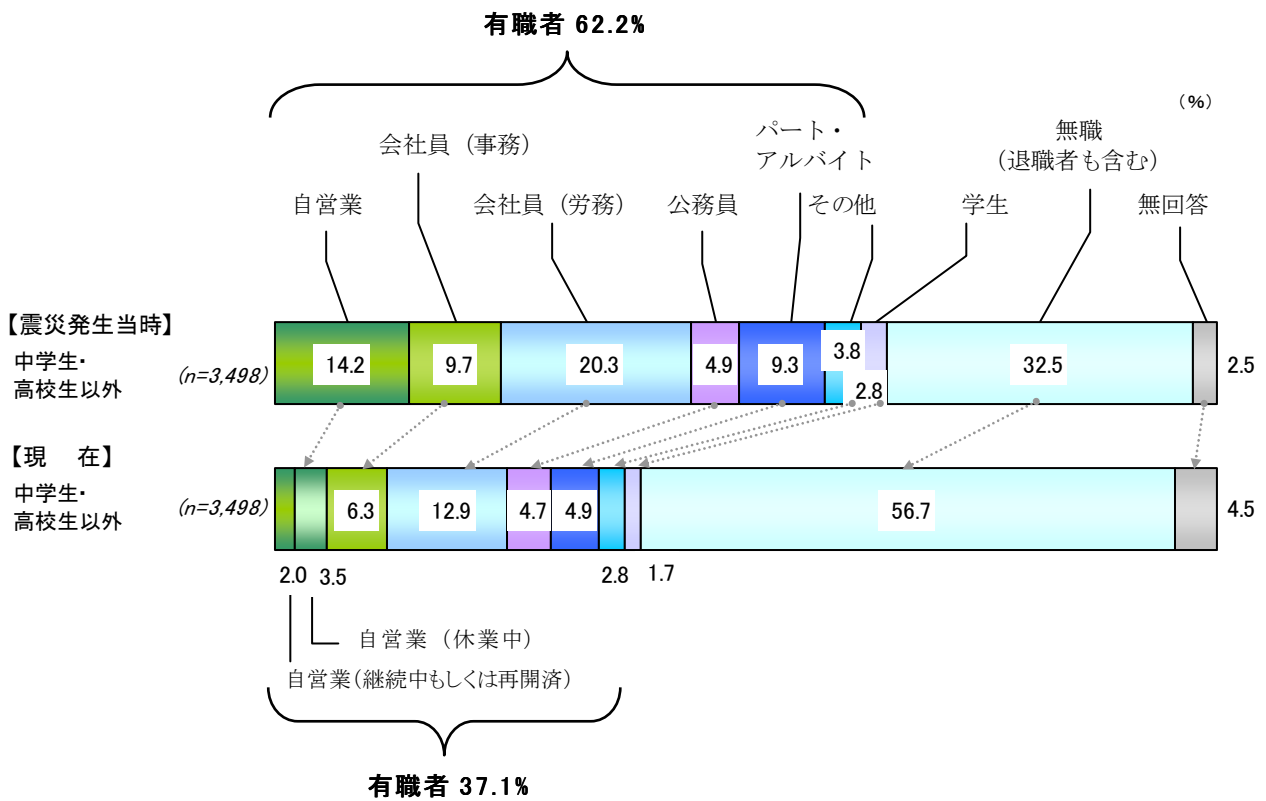 有職者 62.2%
(%)
会社員（事務）
パート・
アルバイト
無職
（退職者も含む）
自営業
会社員（労務）
公務員
その他
学生
無回答
【震災発生当時】
中学生・
高校生以外
(n=3,498)
14.2
9.7
20.3
4.9
9.3
3.8
2.8
32.5
2.5
【現　在】
中学生・
高校生以外
(n=3,498)
6.3
12.9
4.7
4.9
56.7
4.5
2.0
3.5
2.8
1.7
自営業（休業中）
自営業（継続中もしくは再開済）
有職者 37.1%